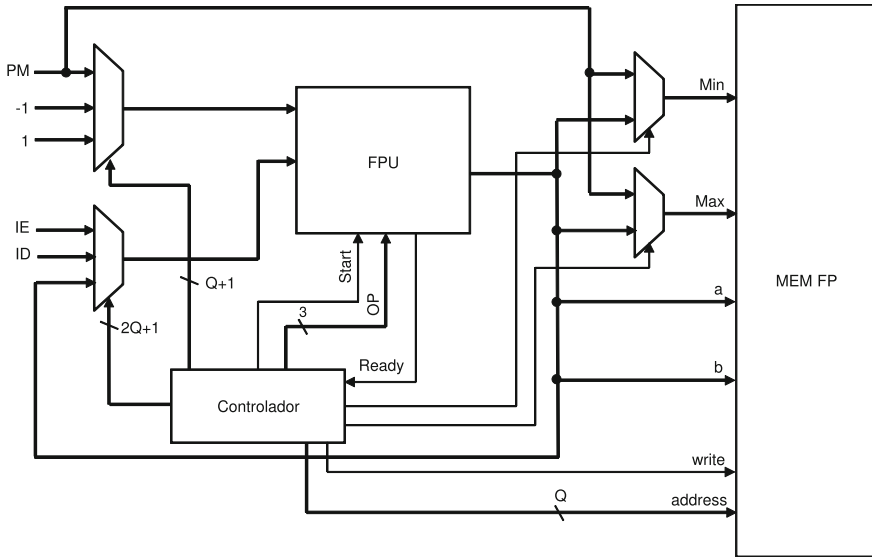 PM
-1
1
IE
ID
FPU
Start
OP
Q+1
2Q+1
3
Ready
Controlador
Min
Max
a
b
write
Q
address
MEM FP